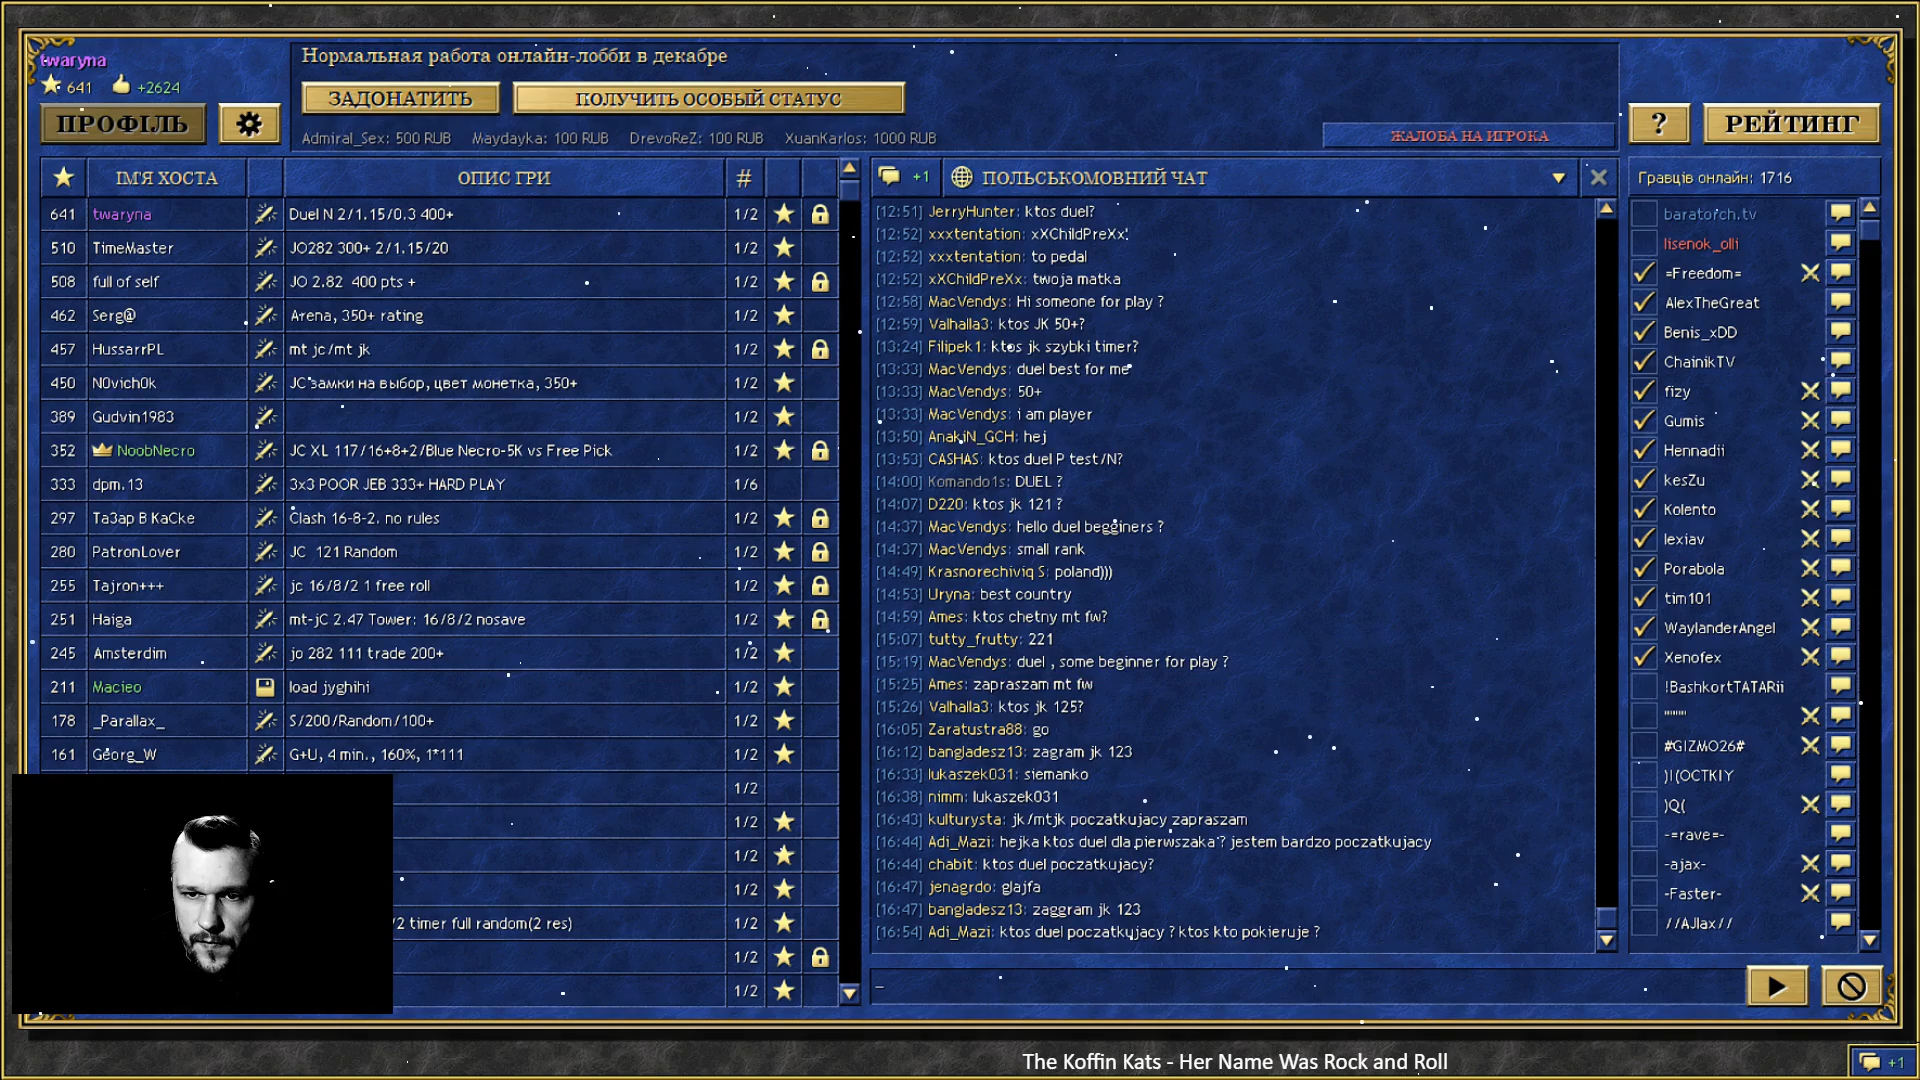 twaryna
641 +2624
ПРОФІЛЬ
Нормальная работа онлайн-лобби в декабре
ЗАДОНАТИТЬ ПОЛУЧИТЬ ОСОБЫЙ СТАТУС
Admiral_Sex: 500 RUB Maydayka: 100 RUB DrevoReZ: 100 RUB XuanKarlos: 1000 RUB
ЖАЛОБА НА ИГРОКА
? РЕЙТИНГ
ІМ'Я ХОСТА ОПИС ГРИ #
641 twaryna Duel N 2/1.15/0.3 400+ 1/2
510 TimeMaster JO282 300+ 2/1.15/20 1/2
508 full of self JO 2.82 400 pts + 1/2
462 Serg@ Arena, 350+ rating 1/2
457 HussarrPL mt jc/mt jk 1/2
450 N0vich0k JC замки на выбор, цвет монетка, 350+ 1/2
389 Gudvin1983 1/2
352 NoobNecro JC XL 117/16+8+2/Blue Necro-5K vs Free Pick 1/2
333 dpm.13 3x3 POOR JEB 333+ HARD PLAY 1/6
297 Ta3ap B KaCke Clash 16-8-2. no rules 1/2
280 PatronLover JC 121 Random 1/2
255 Tajron+++ jc 16/8/2 1 free roll 1/2
251 Haiga mt-jC 2.47 Tower: 16/8/2 nosave 1/2
245 Amsterdim jo 282 111 trade 200+ 1/2
211 Macieo load jyghihi 1/2
178 _Parallax_ S/200/Random/100+ 1/2
161 Georg_W G+U, 4 min., 160%, 1*111 1/2
1/2
1/2
1/2
1/2
/2 timer full random(2 res) 1/2
1/2
1/2
+1 ПОЛЬСЬКОМОВНИЙ ЧАТ
[12:51] JerryHunter: ktos duel?
[12:52] xxxtentation: xXChildPreXx!
[12:52] xxxtentation: to pedal
[12:52] xXChildPreXx: twoja matka
[12:58] MacVendys: Hi someone for play ?
[12:59] Valhalla3: ktos JK 50+?
[13:24] Filipek1: ktos jk szybki timer?
[13:33] MacVendys: duel best for me
[13:33] MacVendys: 50+
[13:33] MacVendys: i am player
[13:50] AnakiN_GCH: hej
[13:53] CASHAS: ktos duel P test/N?
[14:00] Komando1s: DUEL ?
[14:07] D220: ktos jk 121 ?
[14:37] MacVendys: hello duel begginers ?
[14:37] MacVendys: small rank
[14:49] Krasnorechiviq S: poland)))
[14:53] Uryna: best country
[14:59] Ames: ktos chetny mt fw?
[15:07] tutty_frutty: 221
[15:19] MacVendys: duel , some beginner for play ?
[15:25] Ames: zapraszam mt fw
[15:26] Valhalla3: ktos jk 125?
[16:05] Zaratustra88: go
[16:12] bangladesz13: zagram jk 123
[16:33] lukaszek031: siemanko
[16:38] nimm: lukaszek031
[16:43] kulturysta: jk/mtjk poczatkujacy zapraszam
[16:44] Adi_Mazi: hejka ktos duel dla pierwszaka ? jestem bardzo poczatkujacy
[16:44] chabit: ktos duel poczatkujacy?
[16:47] jenagrdo: glajfa
[16:47] bangladesz13: zaggram jk 123
[16:54] Adi_Mazi: ktos duel poczatkujacy ? ktos kto pokieruje ?
Гравців онлайн: 1716
baratorch.tv
lisenok_olli
=Freedom=
AlexTheGreat
Benis_xDD
ChainikTV
fizy
Gumis
Hennadii
kesZu
Kolento
lexiav
Porabola
tim101
WaylanderAngel
Xenofex
!BashkortTATARii
#GIZMO26#
)I(OCTKIY
)Q(
-=rave=-
-ajax-
-Faster-
//AJIax//
The Koffin Kats - Her Name Was Rock and Roll
+1